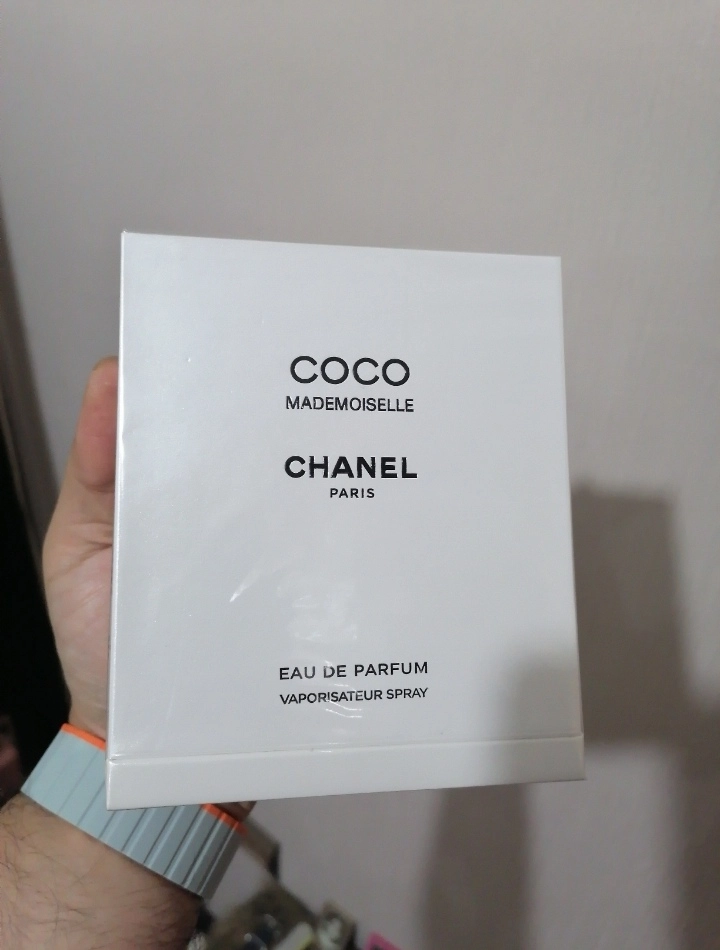 COCO
MADEMOISELLE
CHANEL
PARIS
EAU DE PARFUM
VAPORISATEUR SPRAY